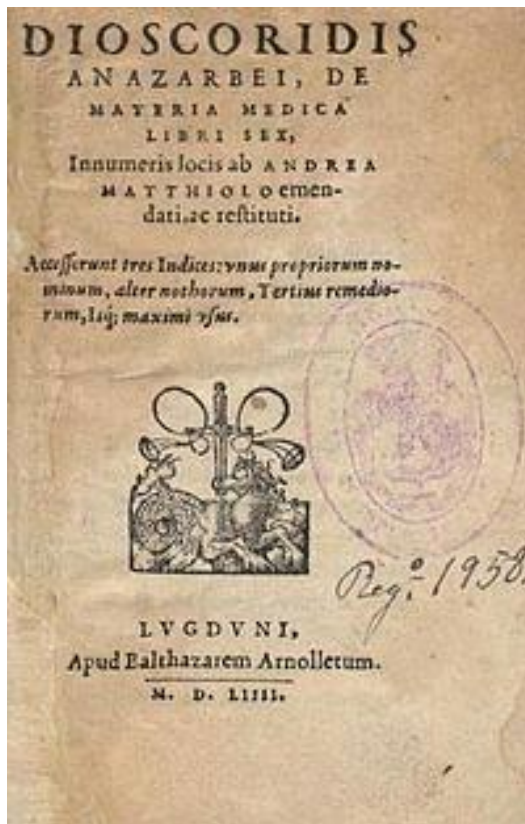 DIOSCORIDIS
ANAZARBEI, DE
MATERIA MEDICA
LIBRI SEX,
Innumeris locis ab ANDREA
MATTHIOLO emen-
dati, ac restituti.
Accesserunt tres Indices: vnus propriorum no-
minum, alter nothorum, Tertius remedio-
rum, Iiq; maximi vsus.
Reg.º 1958
LVGDVNI,
Apud Balthazarem Arnolletum.
M. D. LIIII.